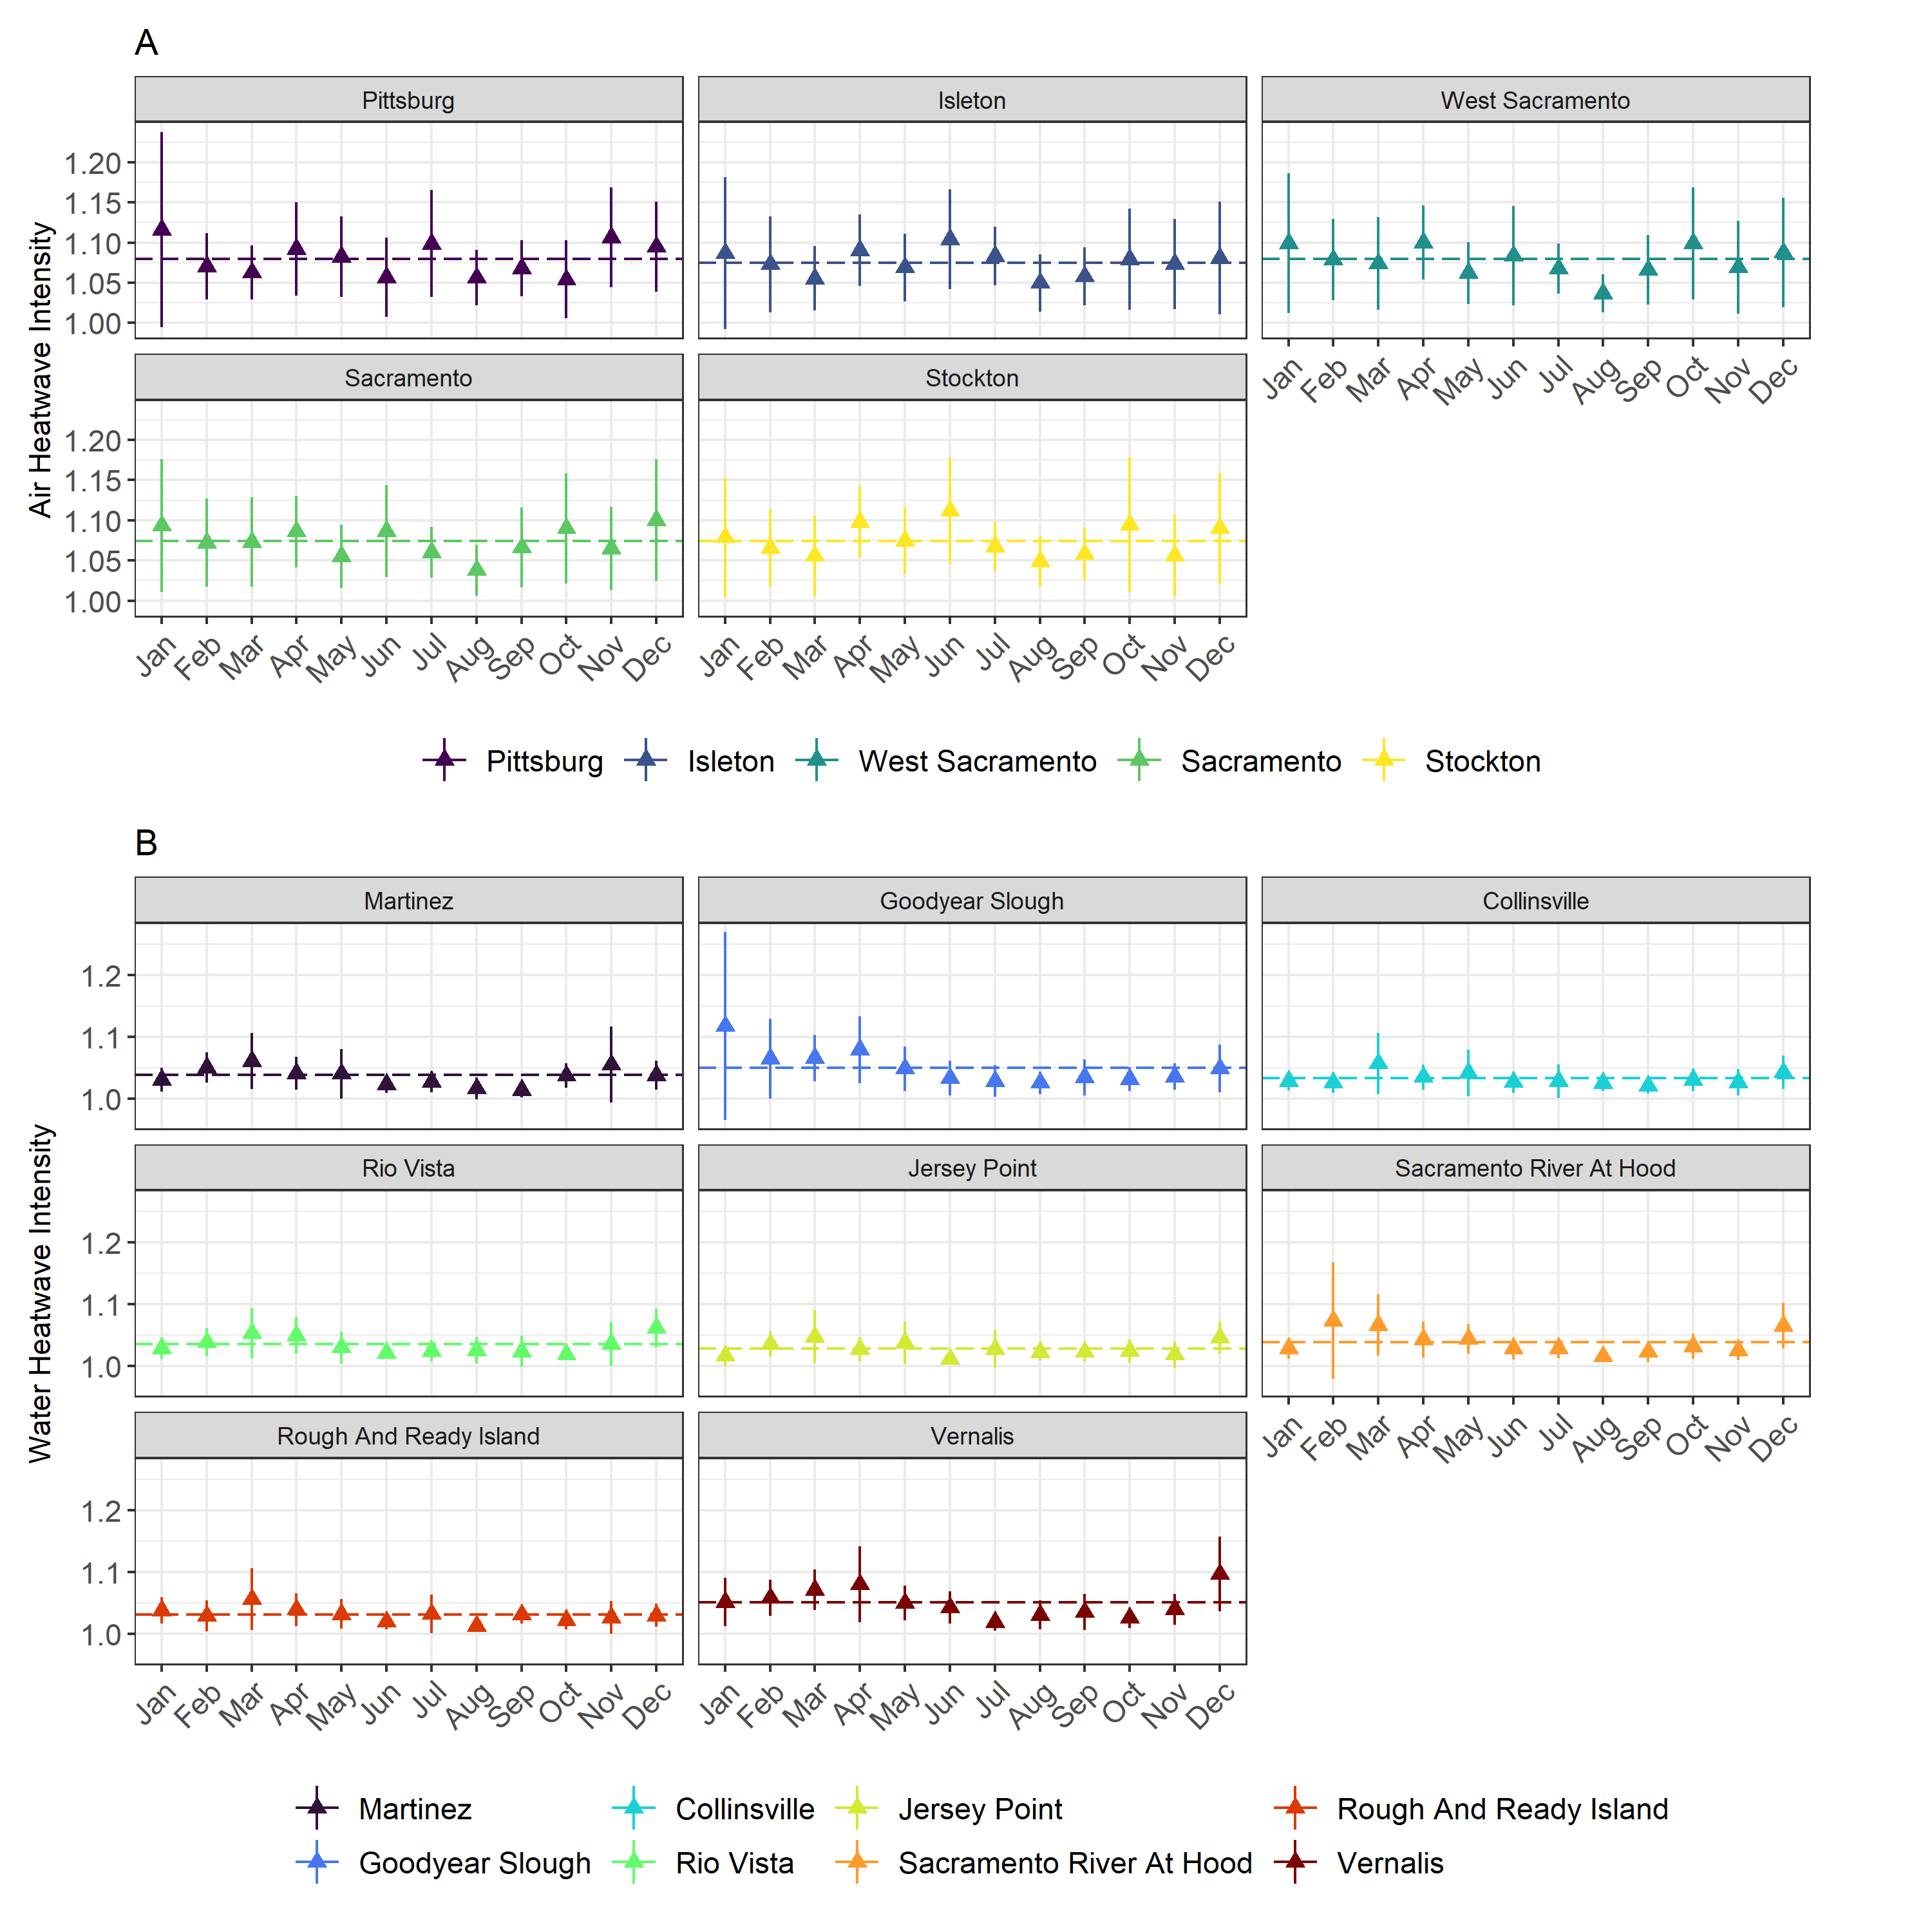 A
Pittsburg
Isleton
West Sacramento
Air Heatwave Intensity
1.20
1.15
1.10
1.05
1.00
Jan Feb Mar Apr May Jun Jul Aug Sep Oct Nov Dec
Sacramento
Stockton
1.20
1.15
1.10
1.05
1.00
Jan Feb Mar Apr May Jun Jul Aug Sep Oct Nov Dec
Jan Feb Mar Apr May Jun Jul Aug Sep Oct Nov Dec
Pittsburg Isleton West Sacramento Sacramento Stockton
B
Martinez
Goodyear Slough
Collinsville
Water Heatwave Intensity
1.2
1.1
1.0
Rio Vista
Jersey Point
Sacramento River At Hood
1.2
1.1
1.0
Jan Feb Mar Apr May Jun Jul Aug Sep Oct Nov Dec
Rough And Ready Island
Vernalis
1.2
1.1
1.0
Jan Feb Mar Apr May Jun Jul Aug Sep Oct Nov Dec
Jan Feb Mar Apr May Jun Jul Aug Sep Oct Nov Dec
Martinez Collinsville Jersey Point Rough And Ready Island
Goodyear Slough Rio Vista Sacramento River At Hood Vernalis